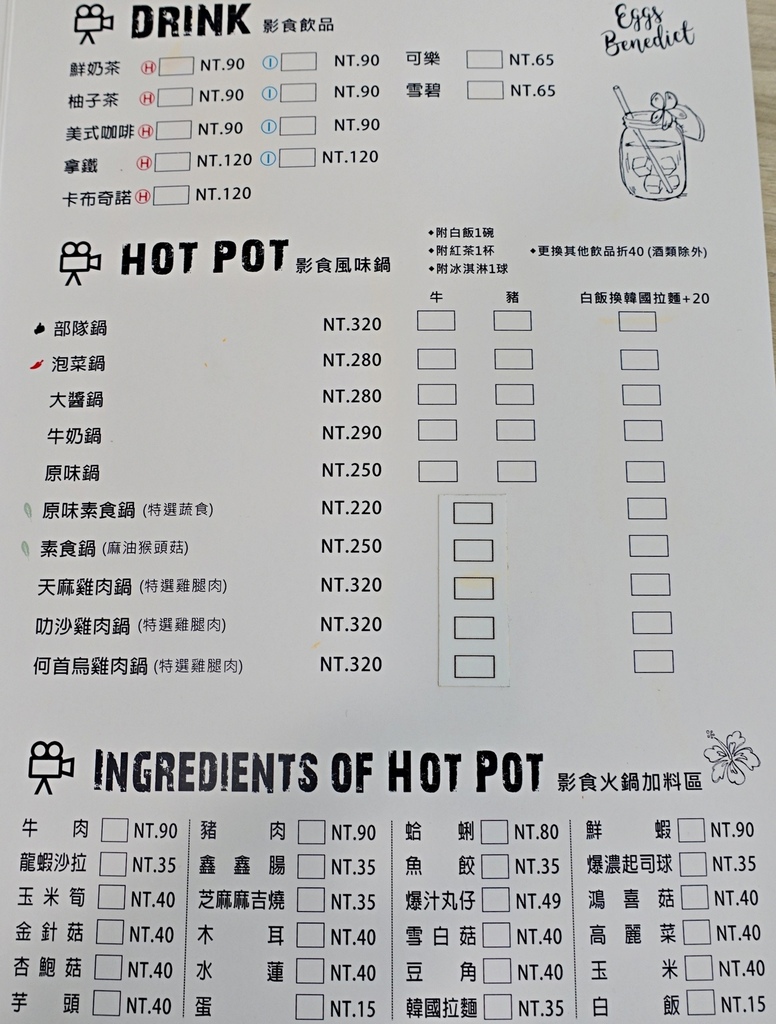 DRINK 影食飲品
Eggs
Benedict
鮮奶茶 Ⓗ NT.90 Ⓘ NT.90 可樂 NT.65
柚子茶 Ⓗ NT.90 Ⓘ NT.90 雪碧 NT.65
美式咖啡 Ⓗ NT.90 Ⓘ NT.90
拿鐵 Ⓗ NT.120 Ⓘ NT.120
卡布奇諾 Ⓗ NT.120
HOT POT 影食風味鍋
◆附白飯1碗
◆附紅茶1杯 ◆更換其他飲品折40 (酒類除外)
◆附冰淇淋1球
牛 豬 白飯換韓國拉麵+20
部隊鍋 NT.320
泡菜鍋 NT.280
大醬鍋 NT.280
牛奶鍋 NT.290
原味鍋 NT.250
原味素食鍋 (特選蔬食) NT.220
素食鍋 (麻油猴頭菇) NT.250
天麻雞肉鍋 (特選雞腿肉) NT.320
叻沙雞肉鍋 (特選雞腿肉) NT.320
何首烏雞肉鍋 (特選雞腿肉) NT.320
INGREDIENTS OF HOT POT 影食火鍋加料區
牛肉 NT.90 豬肉 NT.90 蛤蜊 NT.80 鮮蝦 NT.90
龍蝦沙拉 NT.35 鑫鑫腸 NT.35 魚餃 NT.35 爆濃起司球 NT.35
玉米筍 NT.40 芝麻麻吉燒 NT.35 爆汁丸仔 NT.49 鴻喜菇 NT.40
金針菇 NT.40 木耳 NT.40 雪白菇 NT.40 高麗菜 NT.40
杏鮑菇 NT.40 水蓮 NT.40 豆角 NT.40 玉米 NT.40
芋頭 NT.40 蛋 NT.15 韓國拉麵 NT.35 白飯 NT.15